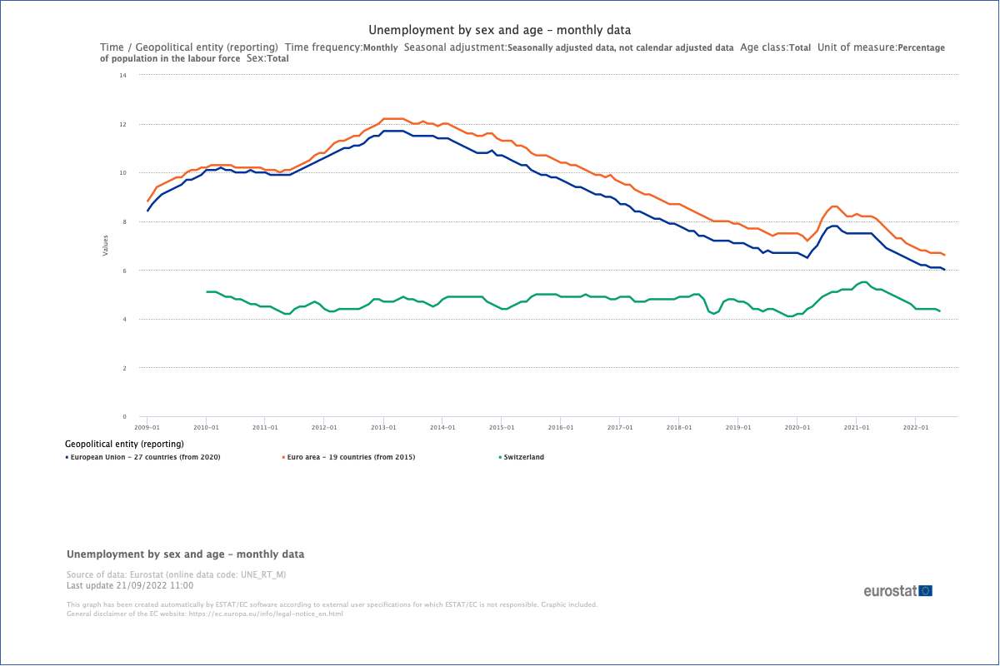 Unemployment by sex and age – monthly data
Time / Geopolitical entity (reporting) Time frequency:Monthly Seasonal adjustment:Seasonally adjusted data, not calendar adjusted data Age class:Total Unit of measure:Percentage
of population in the labour force Sex:Total
14
12
10
8
Values
6
4
2
0
2009-01 2010-01 2011-01 2012-01 2013-01 2014-01 2015-01 2016-01 2017-01 2018-01 2019-01 2020-01 2021-01 2022-01
Geopolitical entity (reporting)
European Union – 27 countries (from 2020) Euro area – 19 countries (from 2015) Switzerland
Unemployment by sex and age – monthly data
Source of data: Eurostat (online data code: UNE_RT_M)
Last update 21/09/2022 11:00
eurostat
This graph has been created automatically by ESTAT/EC software according to external user specifications for which ESTAT/EC is not responsible. Graphic included.
General disclaimer of the EC website: https://ec.europa.eu/info/legal-notice_en.html